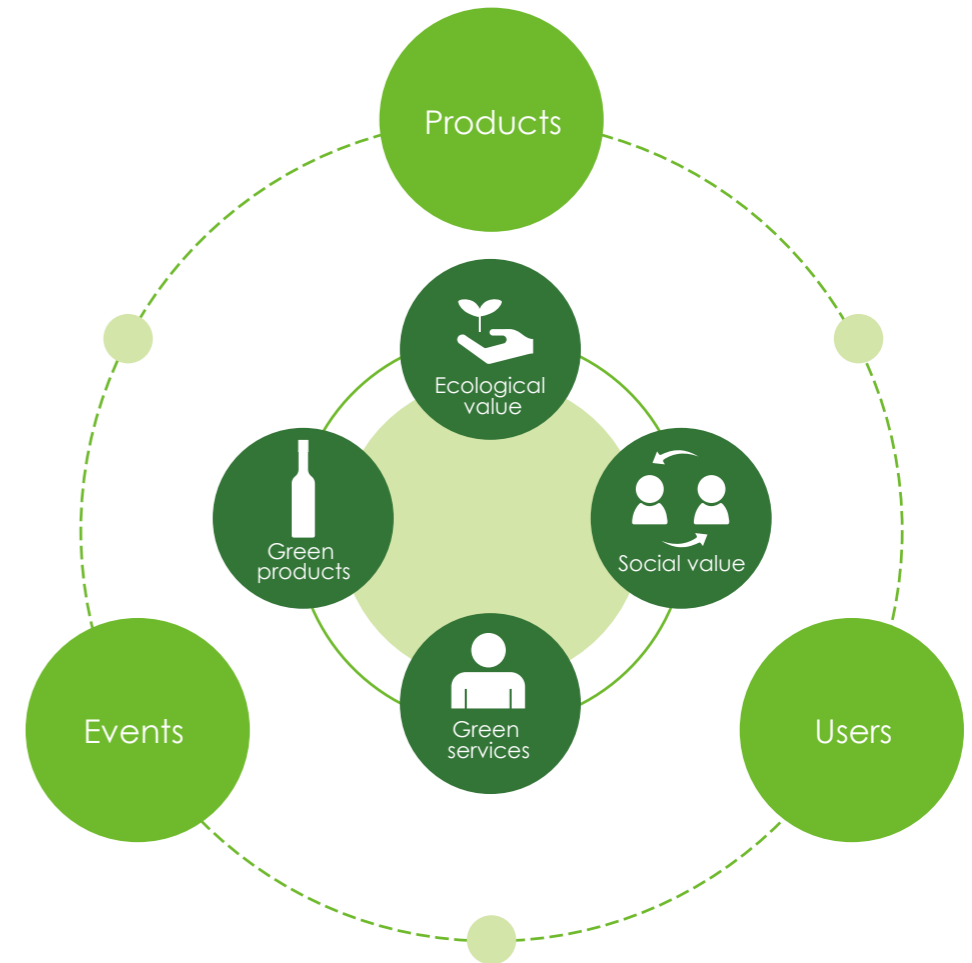 Products
Ecological
value
Green
products
Social value
Green
services
Events
Users